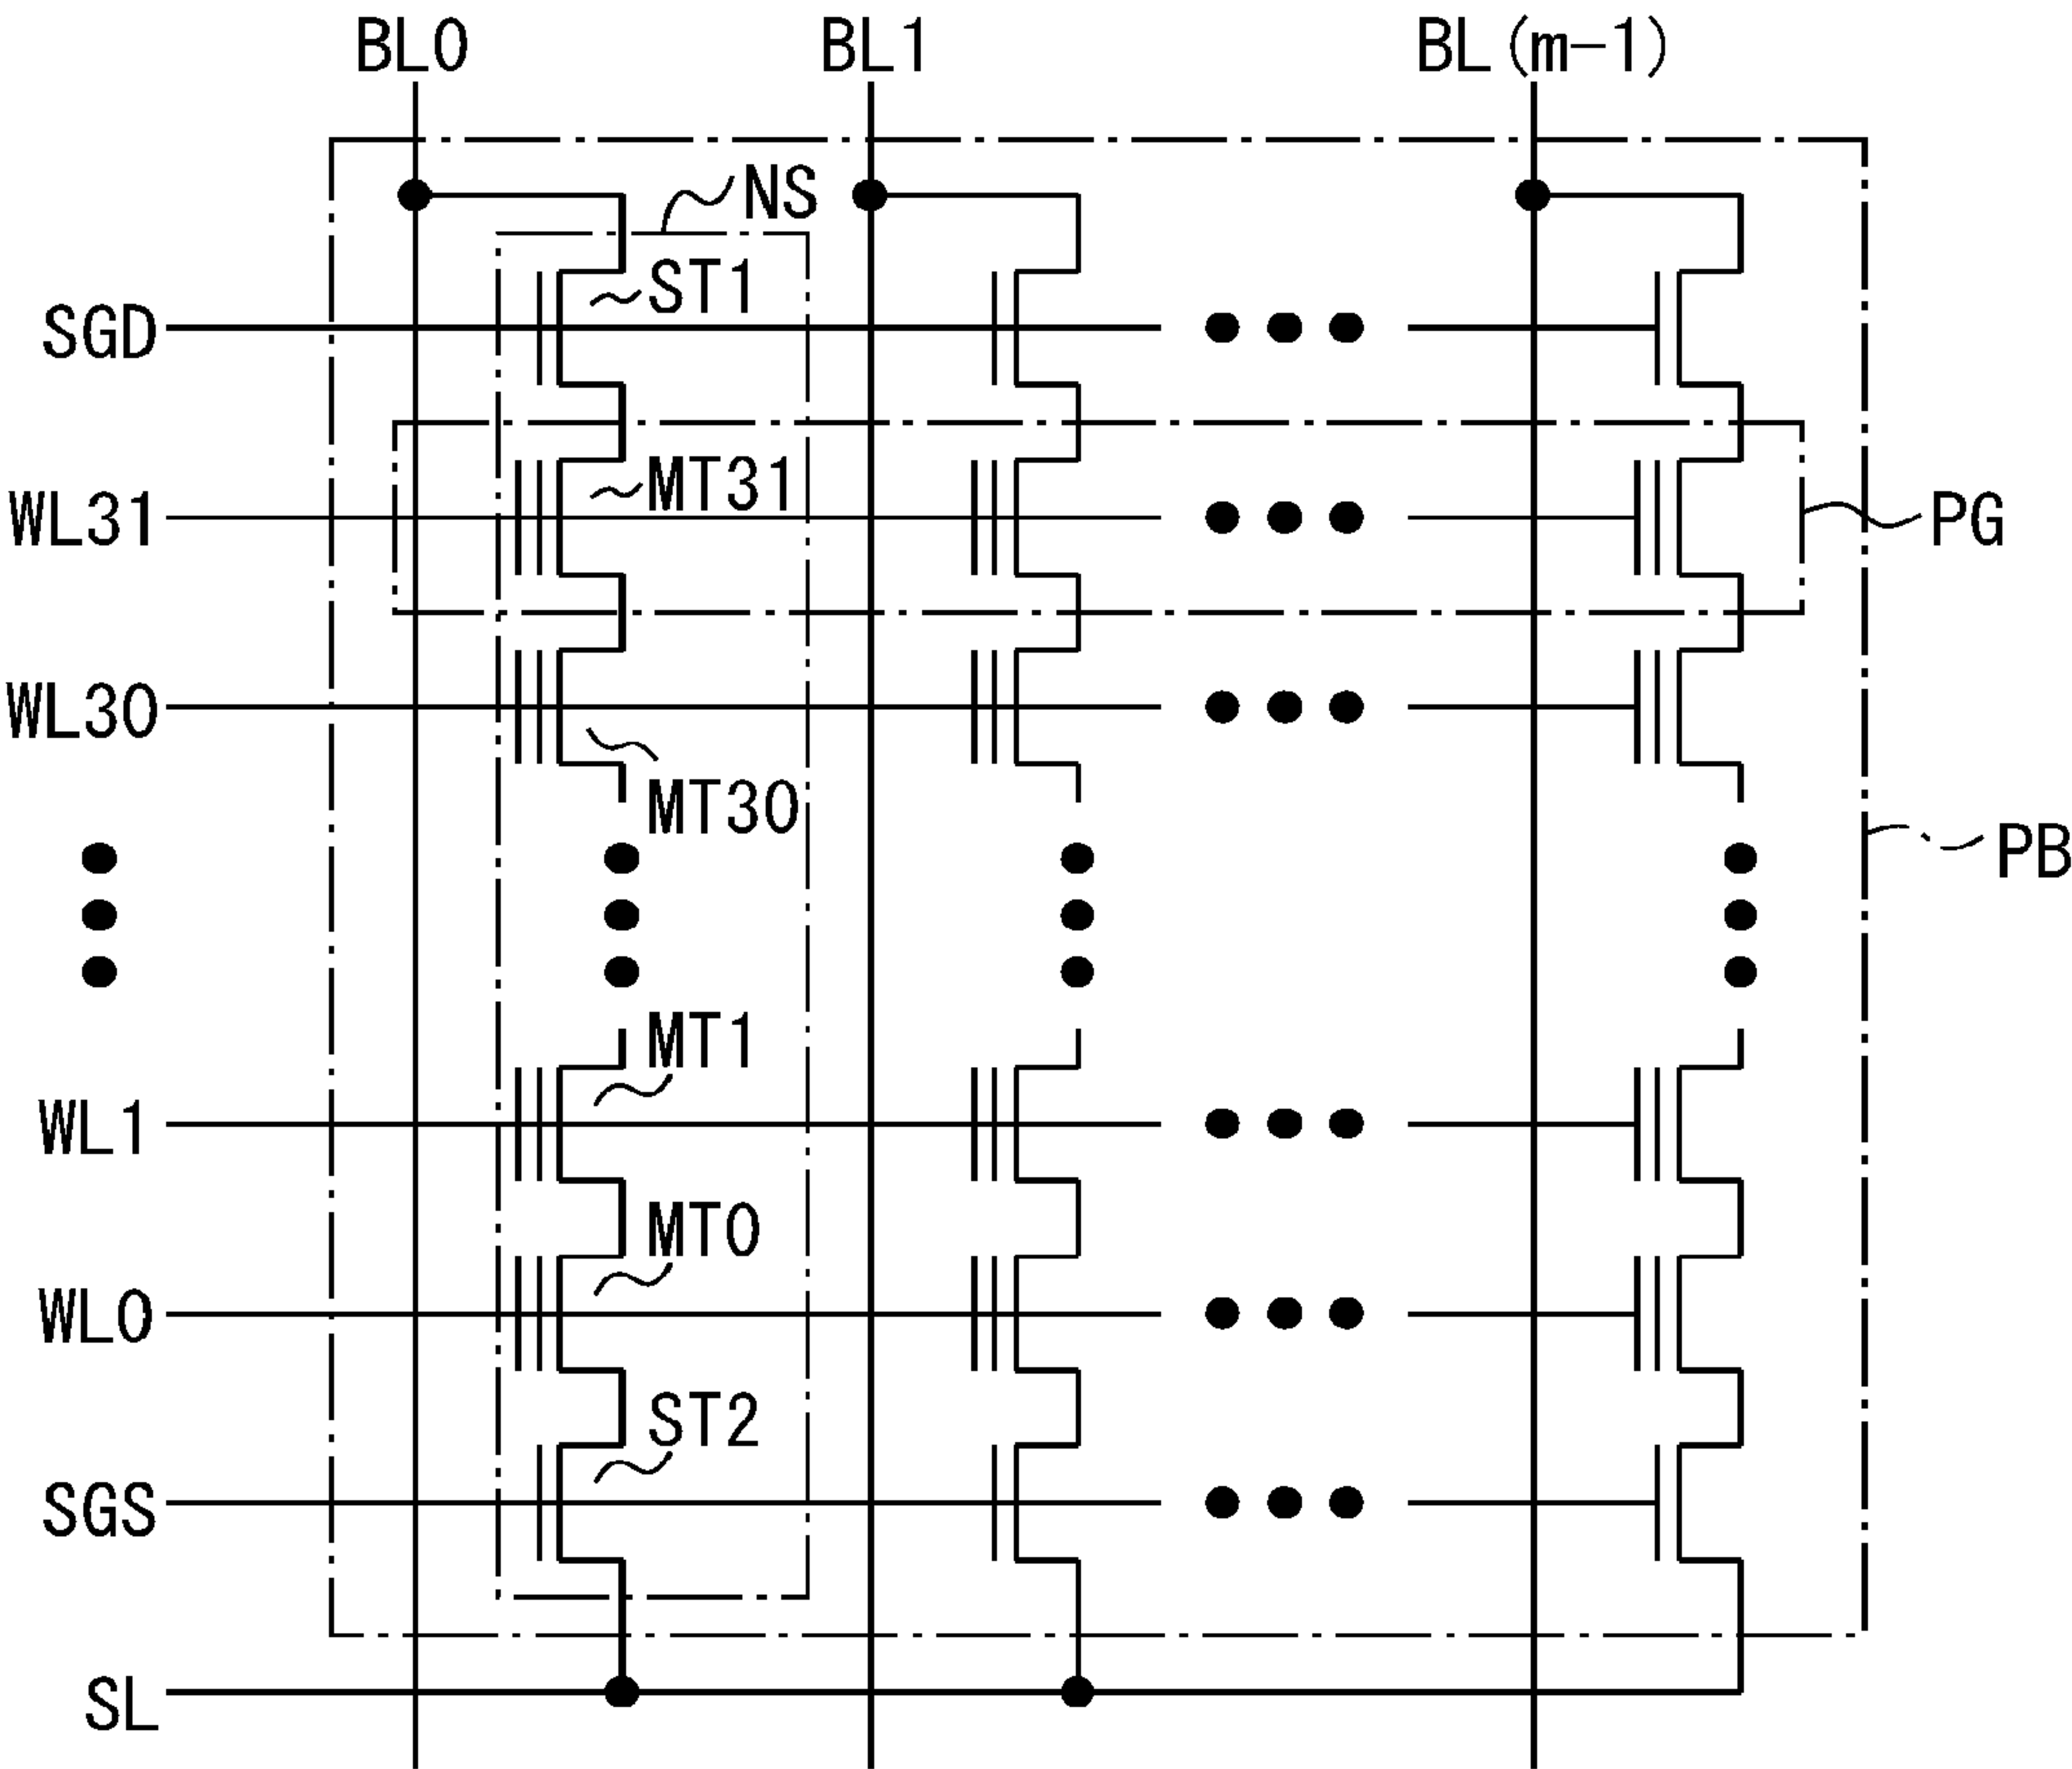 BL0 BL1 BL(m-1)
NS
ST1
SGD
MT31
WL31
PG
WL30
MT30
PB
MT1
WL1
MT0
WL0
ST2
SGS
SL